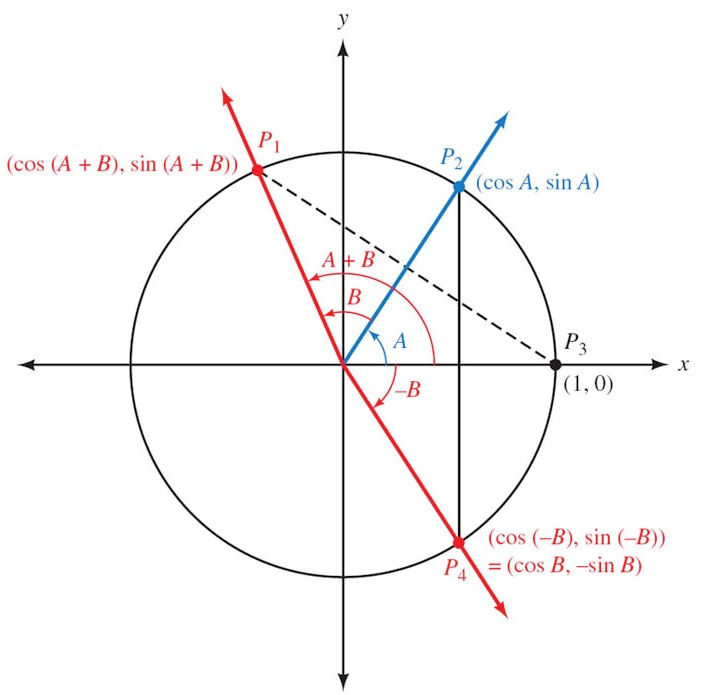 y
P₁
(cos (A + B), sin (A + B))
P₂
(cos A, sin A)
A + B
B
A
P₃
x
–B
(1, 0)
(cos (–B), sin (–B))
P₄
= (cos B, –sin B)